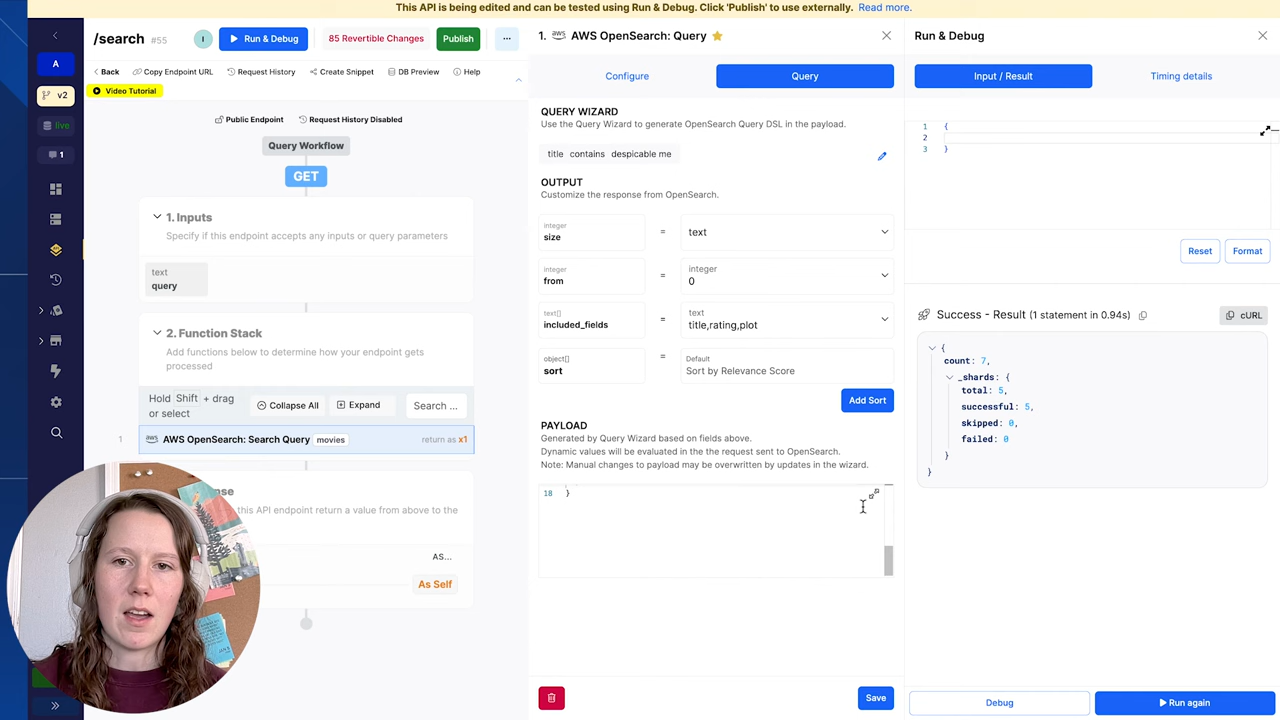 This API is being edited and can be tested using Run & Debug. Click 'Publish' to use externally. Read more.
/search #55
I
Run & Debug
85 Revertible Changes
Publish
...
Back
Copy Endpoint URL
Request History
Create Snippet
DB Preview
Help
Video Tutorial
A
v2
live
1
Public Endpoint
Request History Disabled
Query Workflow
GET
1. Inputs
Specify if this endpoint accepts any inputs or query parameters
text
query
2. Function Stack
Add functions below to determine how your endpoint gets
processed
Hold Shift + drag
or select
Collapse All
Expand
Search ...
1
aws AWS OpenSearch: Search Query movies return as x1
nse
this API endpoint return a value from above to the
AS...
As Self
1. aws AWS OpenSearch: Query
Configure
Query
QUERY WIZARD
Use the Query Wizard to generate OpenSearch Query DSL in the payload.
title contains despicable me
OUTPUT
Customize the response from OpenSearch.
integer
size
=
text
integer
from
=
integer
0
text[]
included_fields
=
text
title,rating,plot
object[]
sort
=
Default
Sort by Relevance Score
Add Sort
PAYLOAD
Generated by Query Wizard based on fields above.
Dynamic values will be evaluated in the the request sent to OpenSearch.
Note: Manual changes to payload may be overwritten by updates in the wizard.
18 }
Save
Run & Debug
Input / Result
Timing details
1 {
2
3 }
Reset
Format
Success - Result (1 statement in 0.94s)
cURL
{
count: 7,
_shards: {
total: 5,
successful: 5,
skipped: 0,
failed: 0
}
}
Debug
Run again